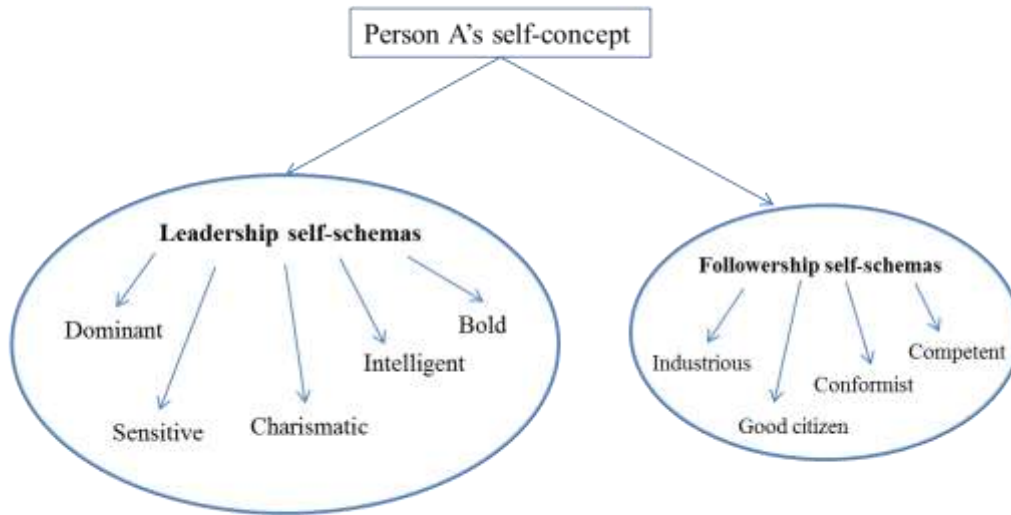 Person A's self-concept
Leadership self-schemas
Dominant
Sensitive
Charismatic
Intelligent
Bold
Followership self-schemas
Industrious
Good citizen
Conformist
Competent